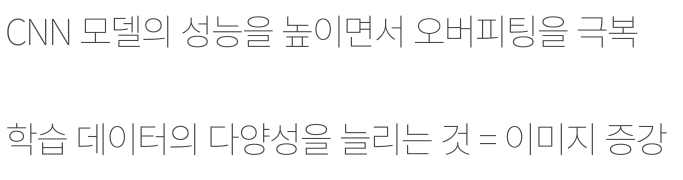 CNN 모델의 성능을 높이면서 오버피팅을 극복
학습 데이터의 다양성을 늘리는 것 = 이미지 증강